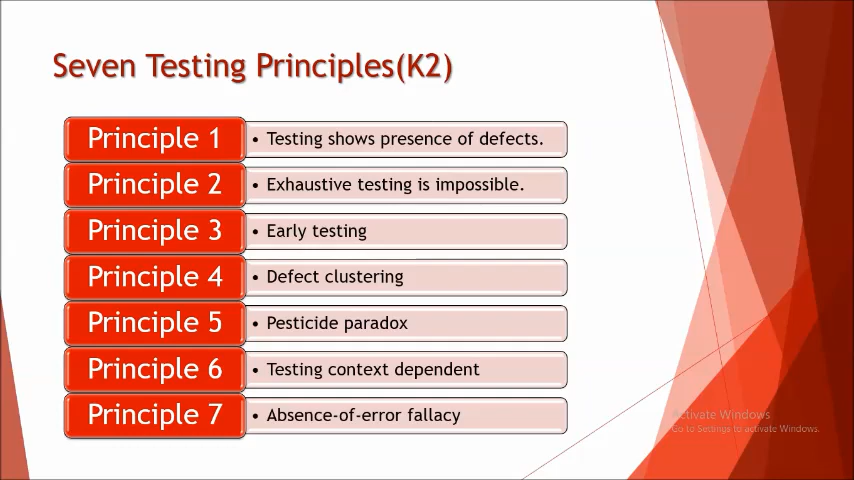 Seven Testing Principles(K2)
Principle 1
• Testing shows presence of defects.
Principle 2
• Exhaustive testing is impossible.
Principle 3
• Early testing
Principle 4
• Defect clustering
Principle 5
• Pesticide paradox
Principle 6
• Testing context dependent
Principle 7
• Absence-of-error fallacy
Activate Windows
Go to Settings to activate Windows.